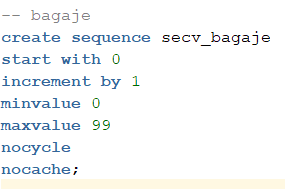 -- bagaje
create sequence secv_bagaje
start with 0
increment by 1
minvalue 0
maxvalue 99
nocycle
nocache;